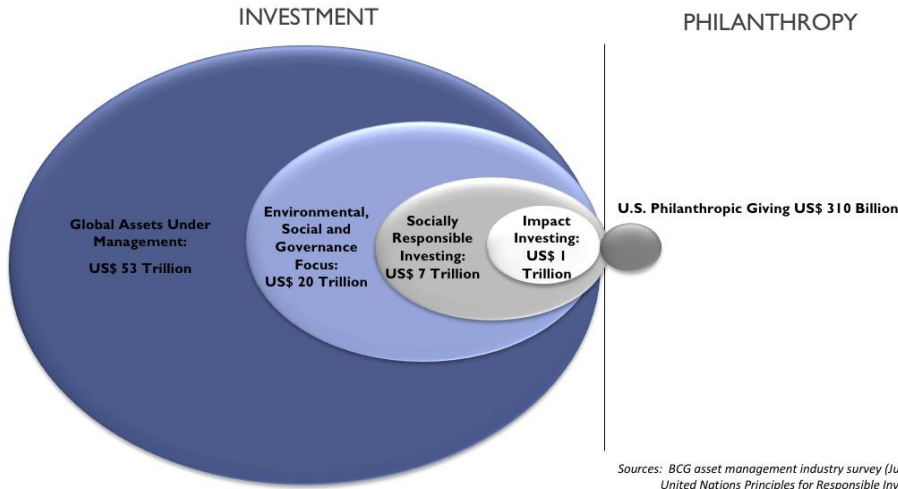 INVESTMENT
PHILANTHROPY
Global Assets Under
Management:
US$ 53 Trillion
Environmental,
Social and
Governance
Focus:
US$ 20 Trillion
Socially
Responsible
Investing:
US$ 7 Trillion
Impact
Investing:
US$ 1
Trillion
U.S. Philanthropic Giving US$ 310 Billion
Sources: BCG asset management industry survey
United Nations Principles for Responsible